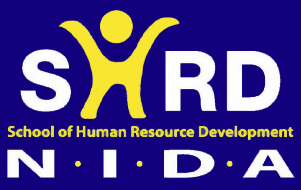 SHRD
School of Human Resource Development
N·I·D·A